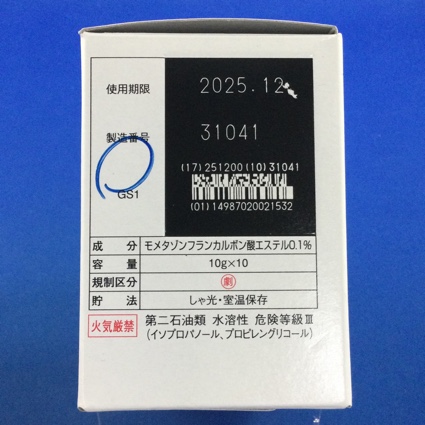 使用期限 2025.12
製造番号 31041
(17)251200(10)31041
GS1
(01)14987020021532
成分 モメタゾンフランカルボン酸エステル0.1%
容量 10g×10
規制区分 劇
貯法 しゃ光・室温保存
火気厳禁 第二石油類 水溶性 危険等級Ⅲ
(イソプロパノール、プロピレングリコール)